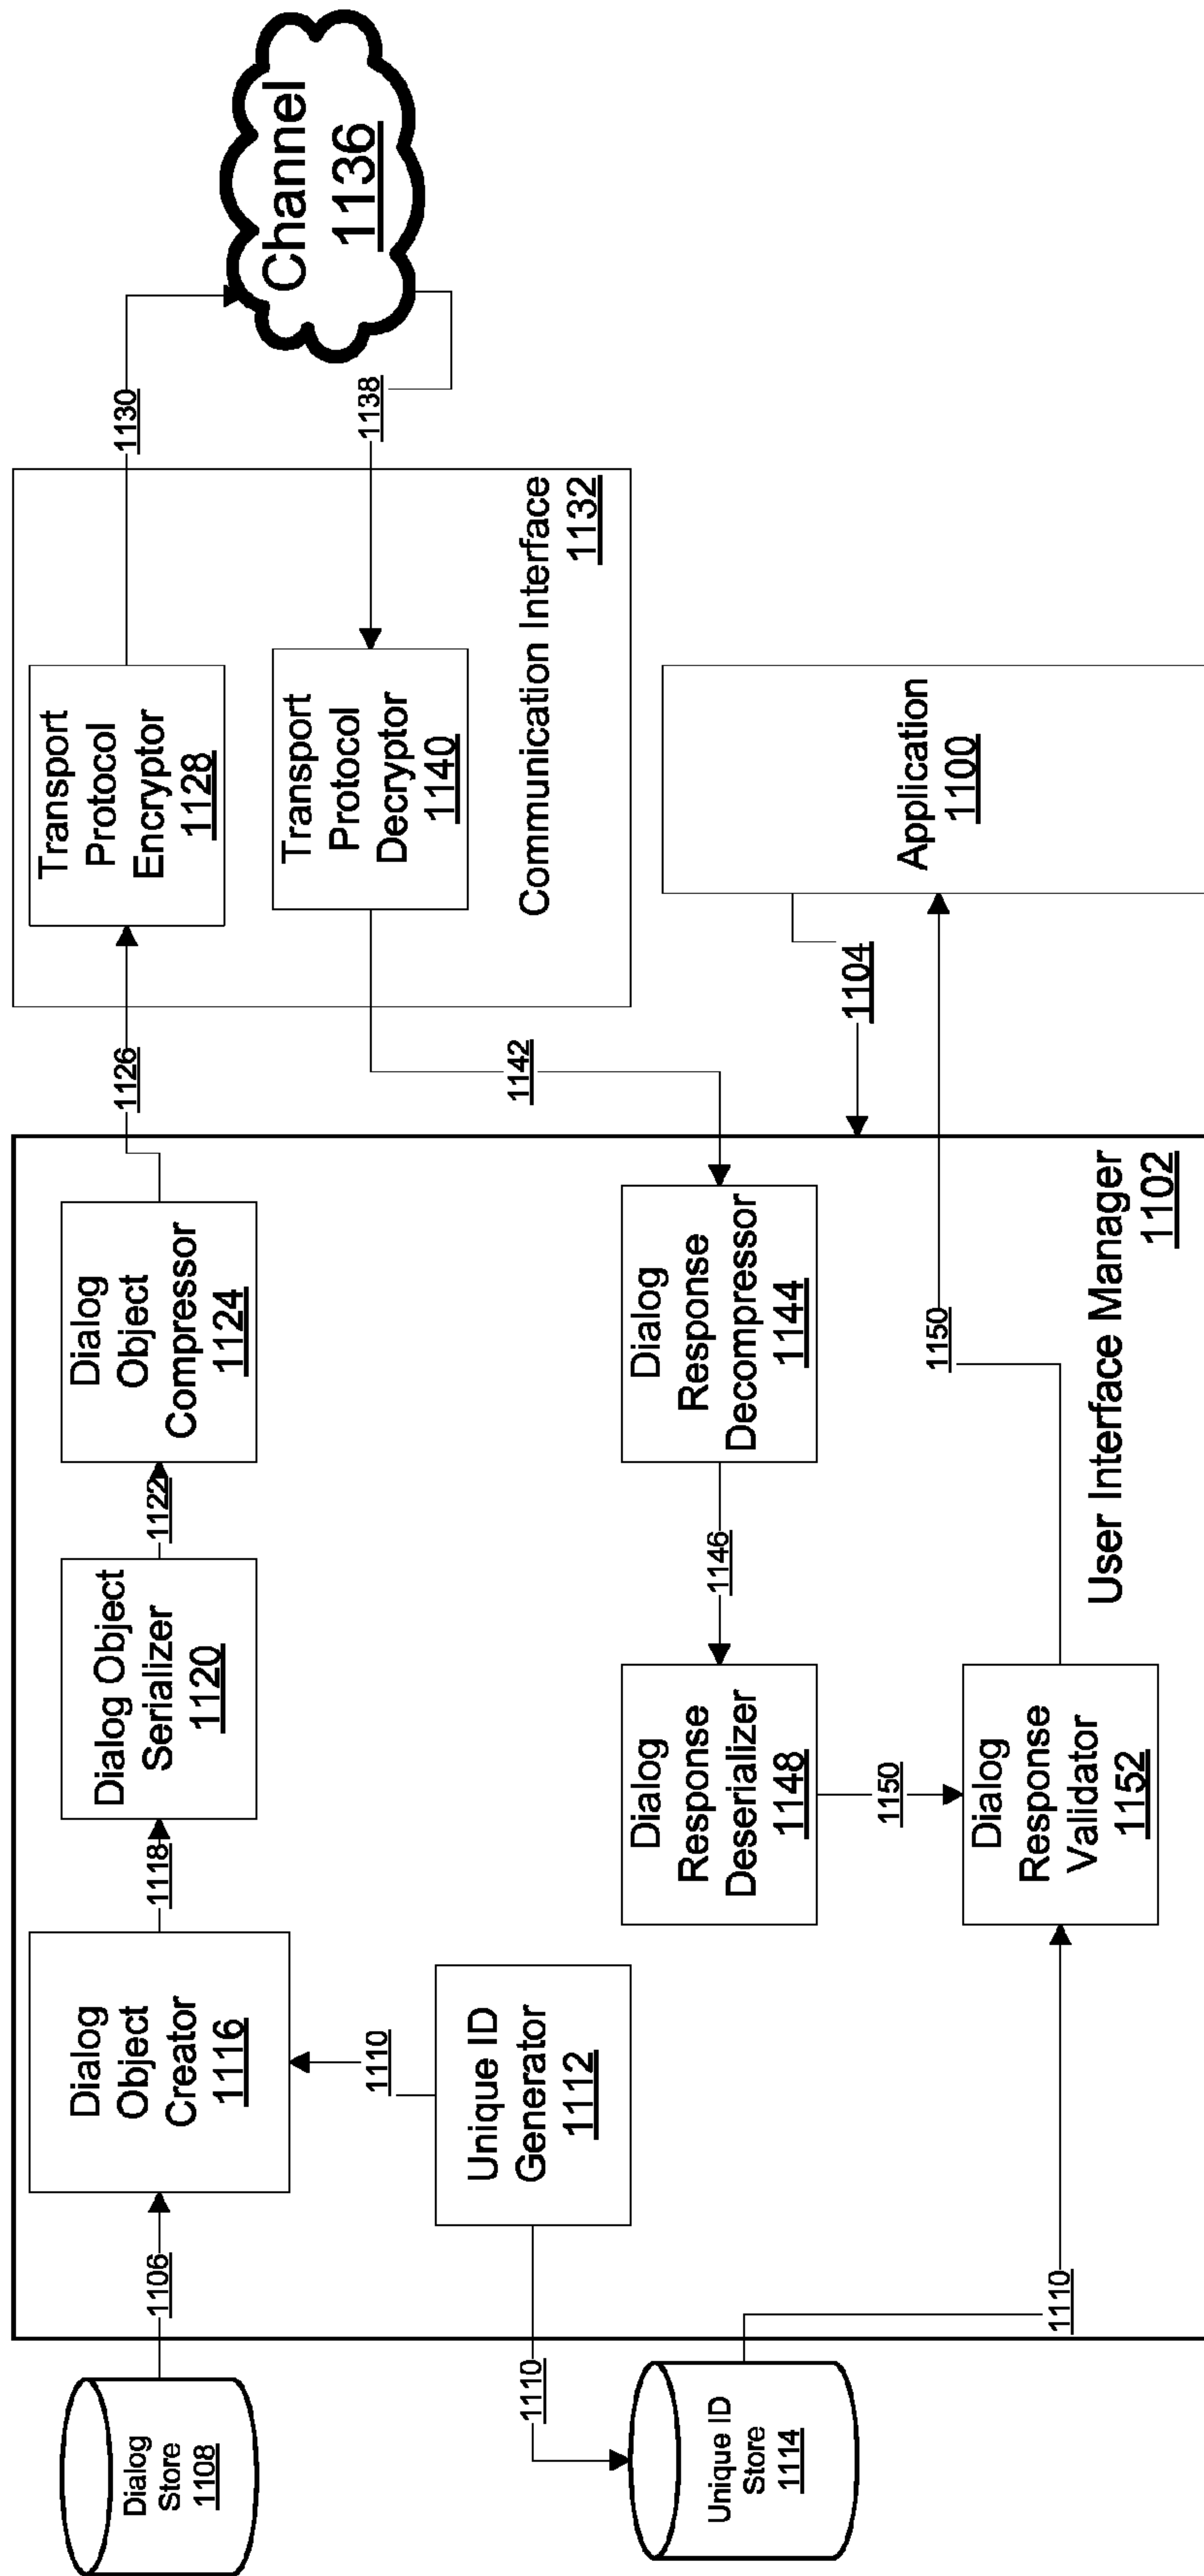 Dialog
Store
1108
1106
Dialog
Object
Creator
1116
1118
Dialog Object
Serializer
1120
1122
Dialog
Object
Compressor
1124
1126
Transport
Protocol
Encryptor
1128
1130
Channel
1136
1138
Transport
Protocol
Decryptor
1140
Communication Interface
1132
1142
Unique ID
Generator
1112
1110
1110
Unique ID
Store
1114
1110
Dialog
Response
Decompressor
1144
1146
Dialog
Response
Deserializer
1148
1150
Dialog
Response
Validator
1152
1150
1104
Application
1100
User Interface Manager
1102